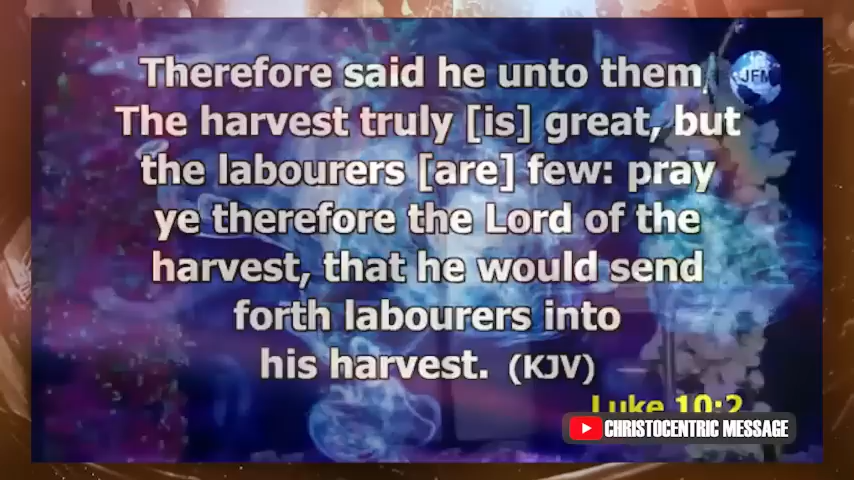 JFM
Therefore said he unto them,
The harvest truly [is] great, but
the labourers [are] few: pray
ye therefore the Lord of the
harvest, that he would send
forth labourers into
his harvest. (KJV)
Luke 10:2
CHRISTOCENTRIC MESSAGE